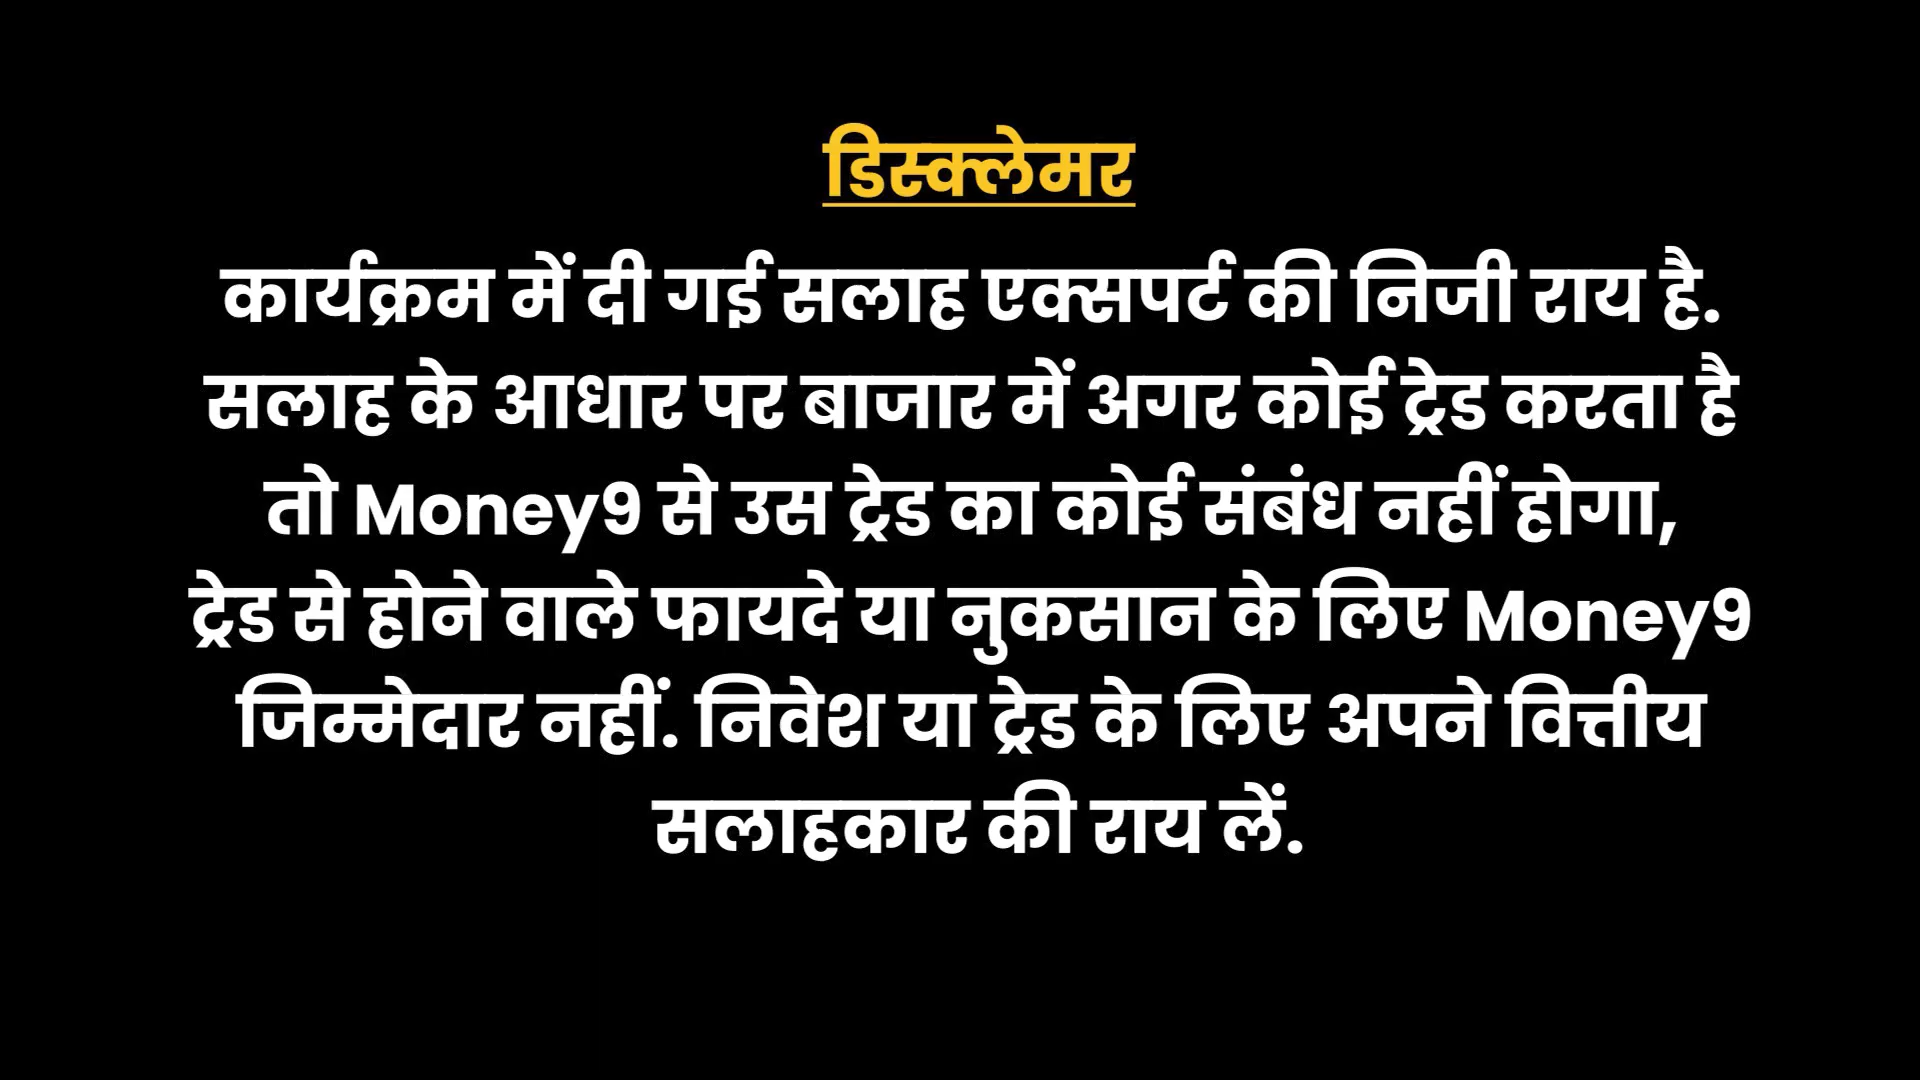 डिस्क्लेमर
कार्यक्रम में दी गई सलाह एक्सपर्ट की निजी राय है.
सलाह के आधार पर बाजार में अगर कोई ट्रेड करता है
तो Money9 से उस ट्रेड का कोई संबंध नहीं होगा,
ट्रेड से होने वाले फायदे या नुकसान के लिए Money9
जिम्मेदार नहीं. निवेश या ट्रेड के लिए अपने वित्तीय
सलाहकार की राय लें.